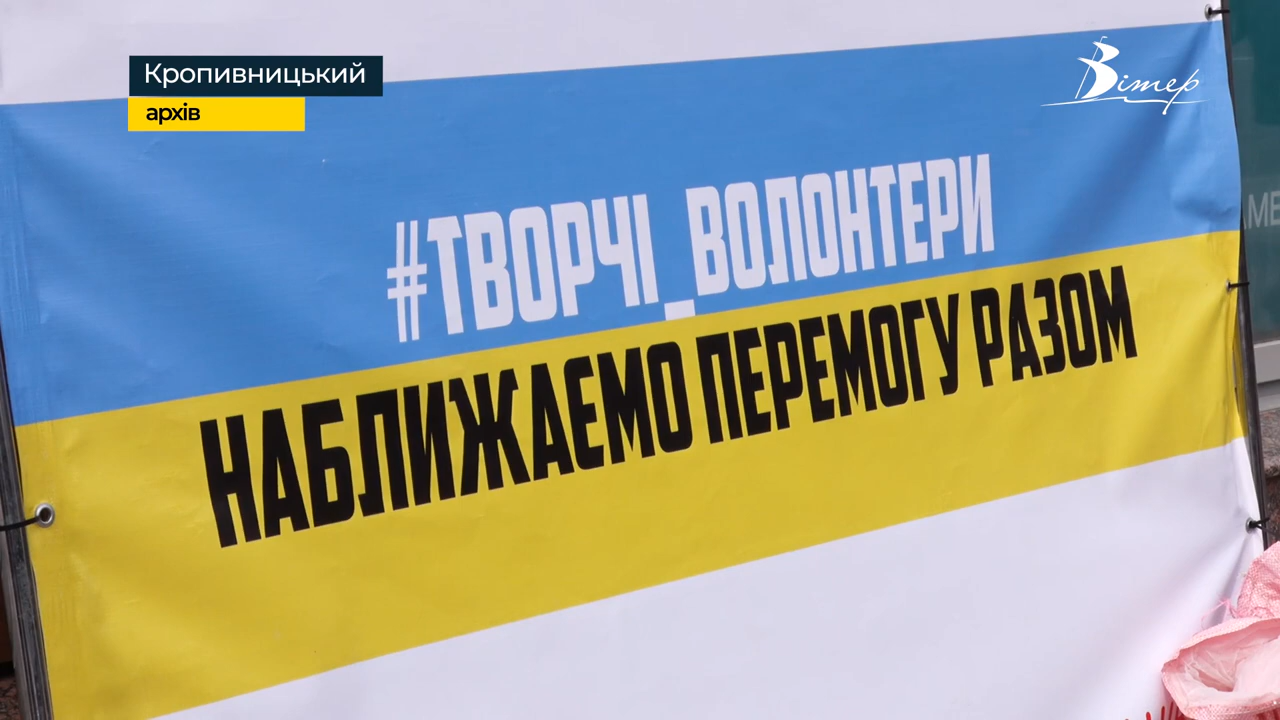 Кропивницький
архів
Вітер
#ТВОРЧІ_ВОЛОНТЕРИ
НАБЛИЖАЄМО ПЕРЕМОГУ РАЗОМ